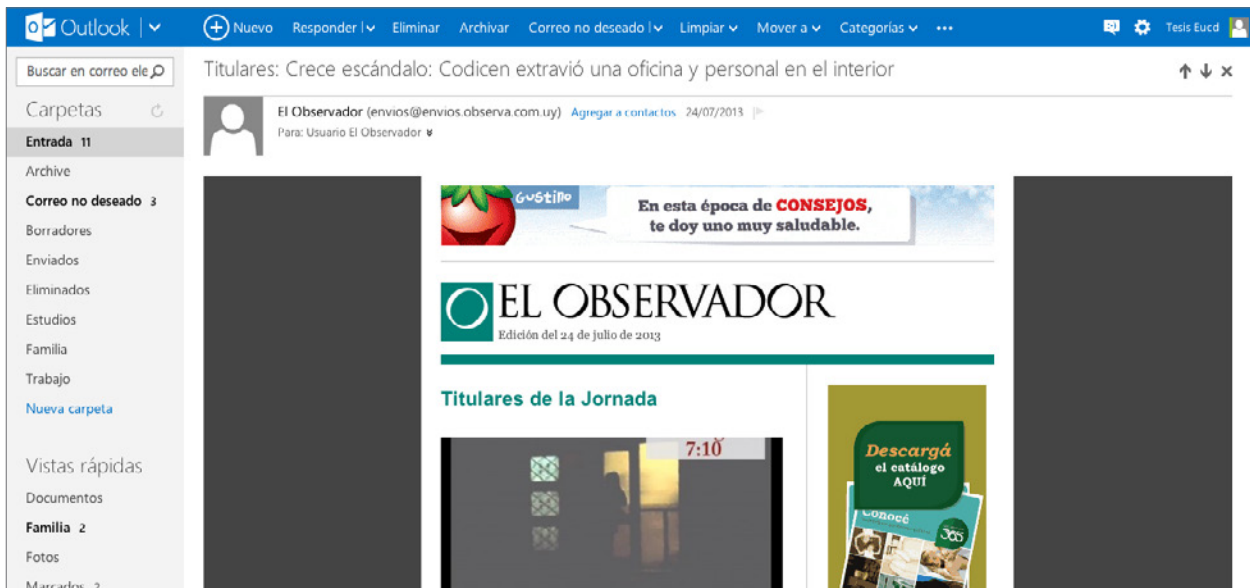 Outlook
Nuevo Responder Eliminar Archivar Correo no deseado Limpiar Mover a Categorías ... Tesis Eucd
Buscar en correo ele
Titulares: Crece escándalo: Codicen extravió una oficina y personal en el interior
Carpetas
El Observador (envios@envios.observa.com.uy) Agregar a contactos 24/07/2013
Para: Usuario El Observador
Entrada 11
Archive
Correo no deseado 3
Borradores
Enviados
Eliminados
Estudios
Familia
Trabajo
Nueva carpeta
Vistas rápidas
Documentos
Familia 2
Fotos
Marcados 2
GUStiNo
En esta época de CONSEJOS,
te doy uno muy saludable.
EL OBSERVADOR
Edición del 24 de julio de 2013
Titulares de la Jornada
7:10
Descargá
el catálogo
AQUÍ
Conocé
365